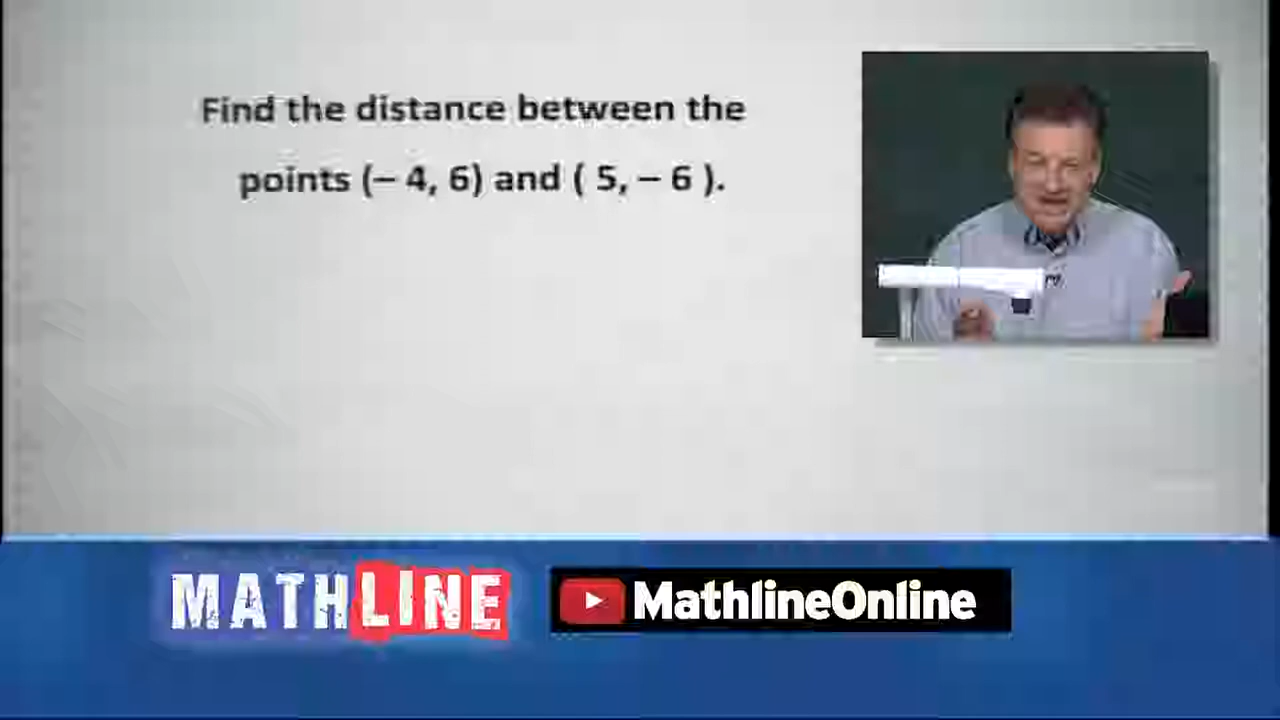 Find the distance between the
points (– 4, 6) and ( 5, – 6 ).
MATHLINE
MathlineOnline